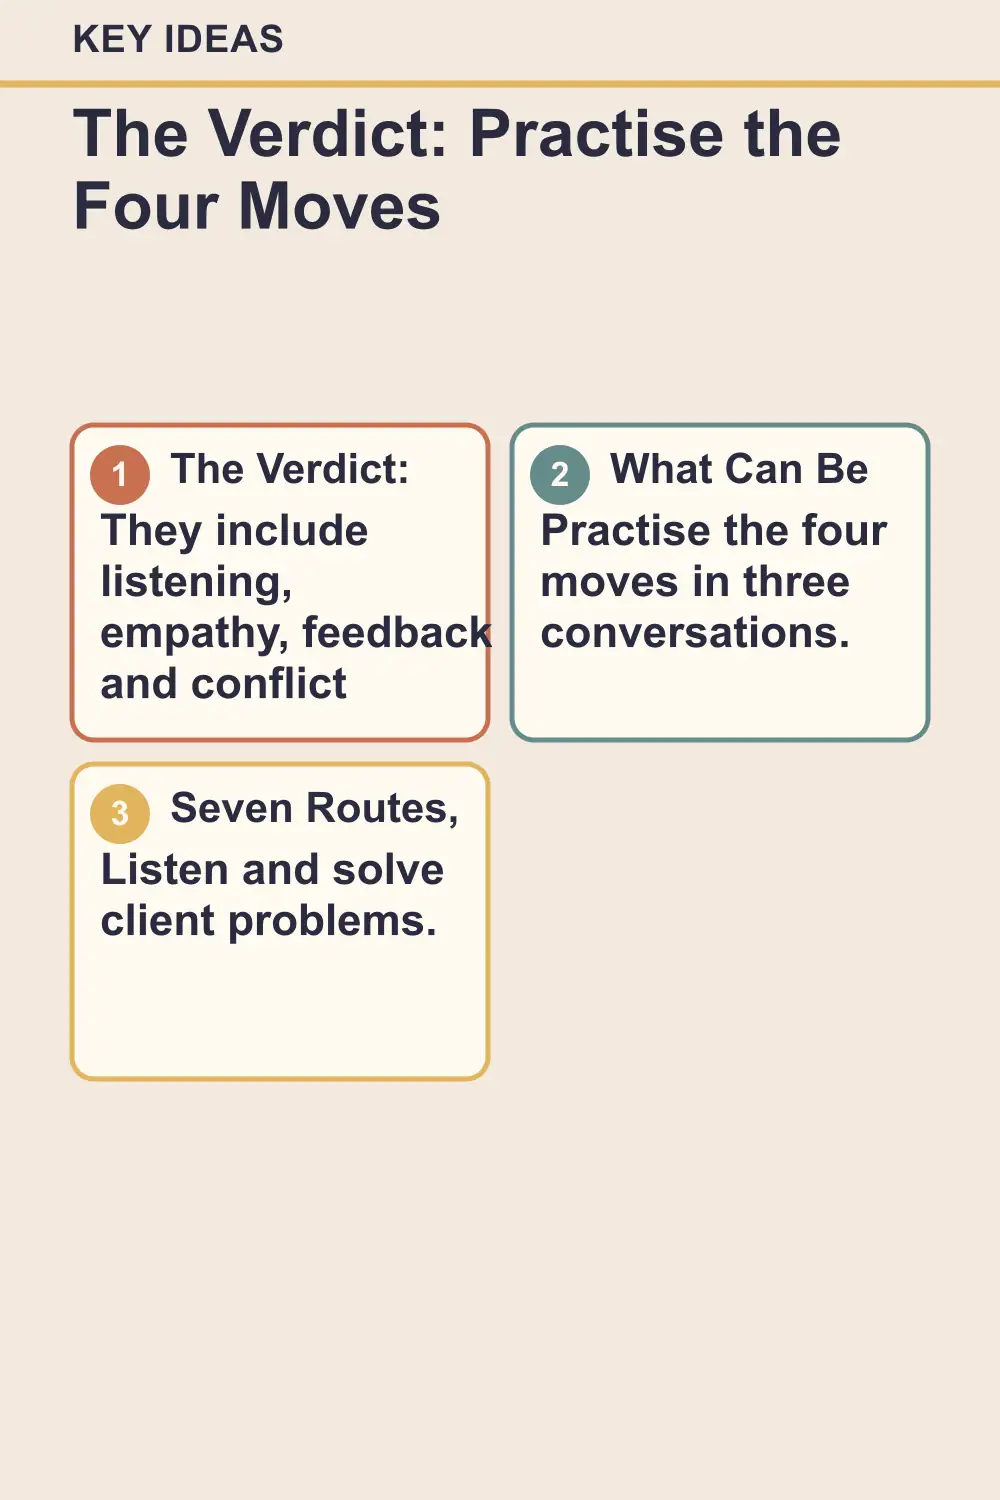 KEY IDEAS
The Verdict: Practise the
Four Moves
1 The Verdict:
They include
listening,
empathy, feedback
and conflict
2 What Can Be
Practise the four
moves in three
conversations.
3 Seven Routes,
Listen and solve
client problems.